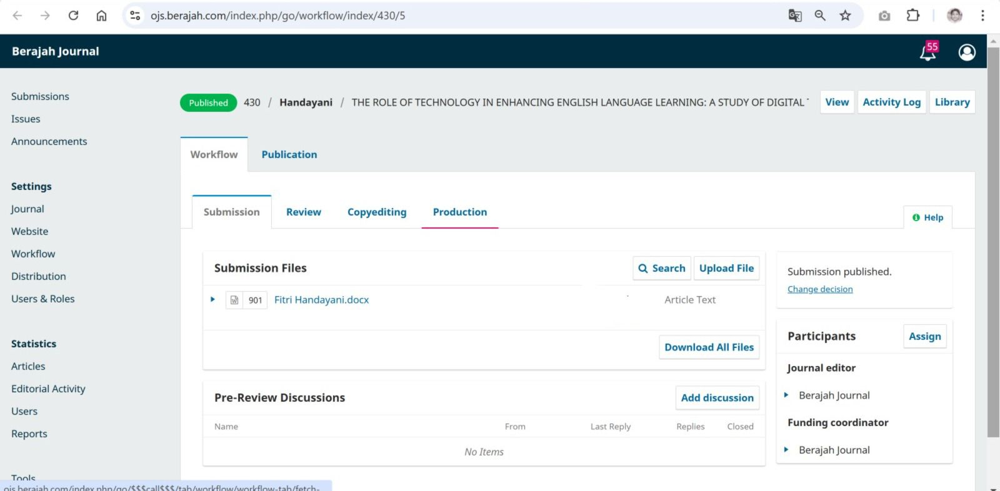 ojs.berajah.com/index.php/go/workflow/index/430/5
Berajah Journal
55
Submissions
Issues
Announcements
Settings
Journal
Website
Workflow
Distribution
Users & Roles
Statistics
Articles
Editorial Activity
Users
Reports
Tools
Published 430 / Handayani / THE ROLE OF TECHNOLOGY IN ENHANCING ENGLISH LANGUAGE LEARNING: A STUDY OF DIGITAL
View Activity Log Library
Workflow Publication
Submission Review Copyediting Production
Help
Submission Files
Search Upload File
901 Fitri Handayani.docx Article Text
Download All Files
Pre-Review Discussions
Add discussion
Name From Last Reply Replies Closed
No Items
Submission published.
Change decision
Participants Assign
Journal editor
Berajah Journal
Funding coordinator
Berajah Journal
ojs.berajah.com/index.php/go/$$$call$$$/tab/workflow/workflow-tab/fetch-